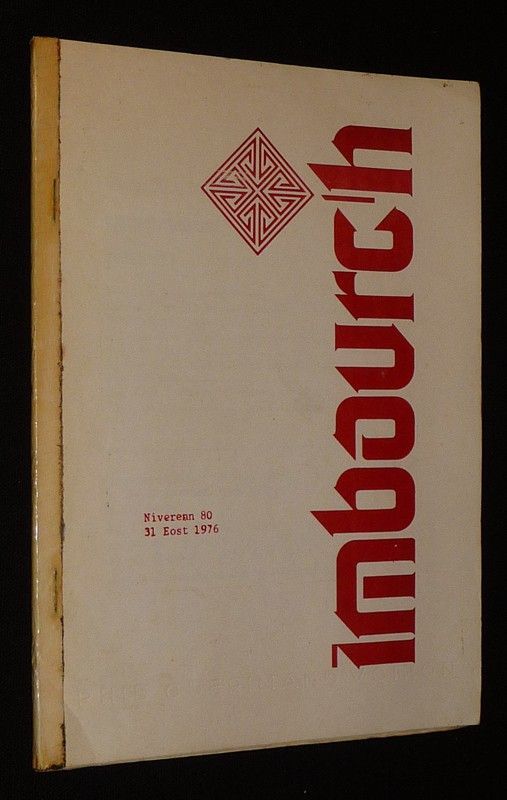 imbourc'h
Niverenn 80
31 Eost 1976